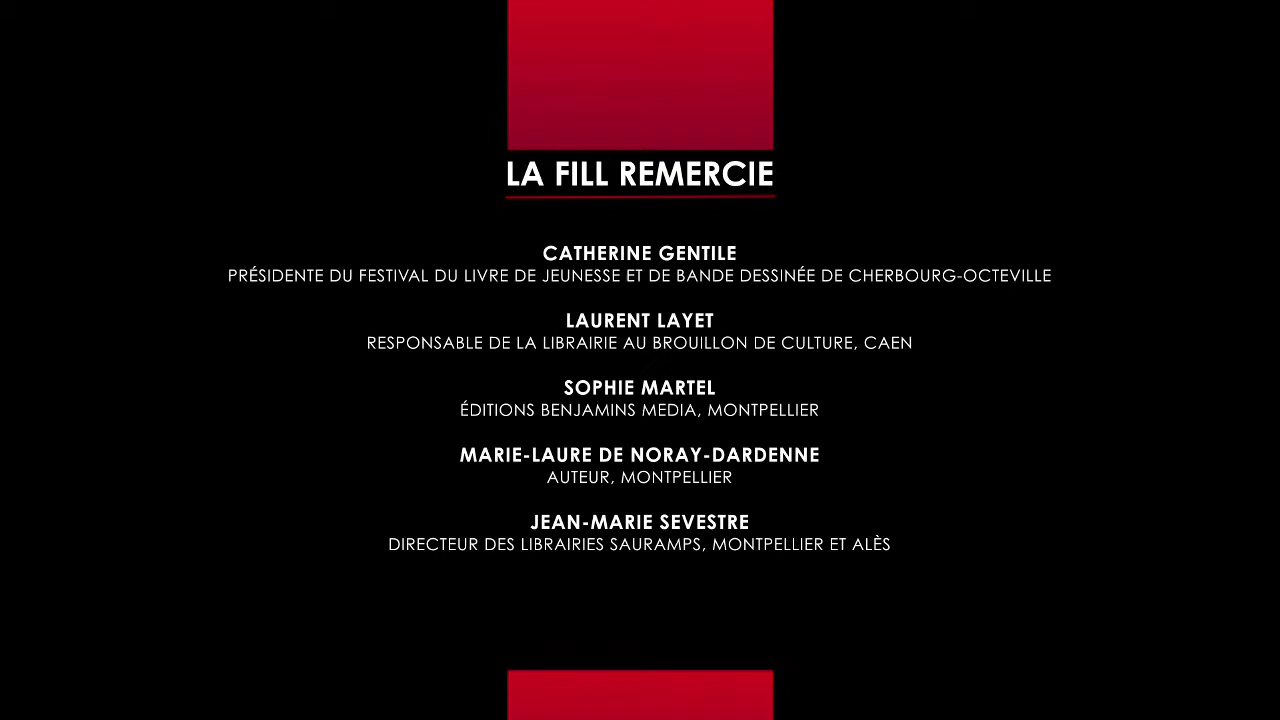 LA FILL REMERCIE
CATHERINE GENTILE
PRÉSIDENTE DU FESTIVAL DU LIVRE DE JEUNESSE ET DE BANDE DESSINÉE DE CHERBOURG-OCTEVILLE
LAURENT LAYET
RESPONSABLE DE LA LIBRAIRIE AU BROUILLON DE CULTURE, CAEN
SOPHIE MARTEL
ÉDITIONS BENJAMINS MEDIA, MONTPELLIER
MARIE-LAURE DE NORAY-DARDENNE
AUTEUR, MONTPELLIER
JEAN-MARIE SEVESTRE
DIRECTEUR DES LIBRAIRIES SAURAMPS, MONTPELLIER ET ALÈS